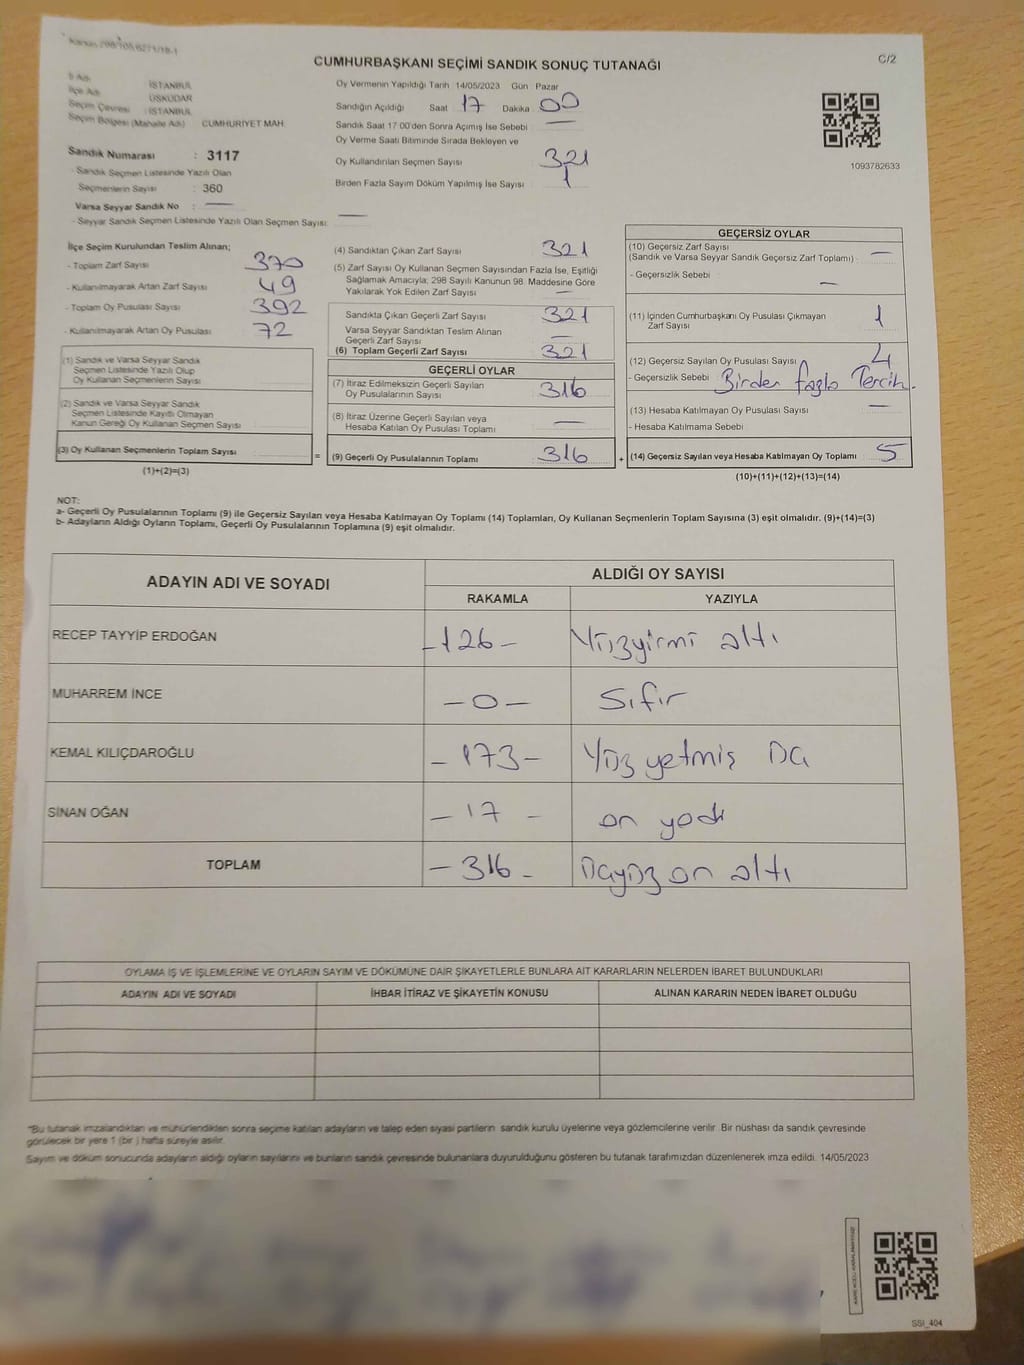 CUMHURBAŞKANI SEÇİMİ SANDIK SONUÇ TUTANAĞI
C/2
İl Adı : İSTANBUL
İlçe Adı : ÜSKÜDAR
Seçim Çevresi : İSTANBUL
Seçim Bölgesi (Mahalle Adı) CUMHURİYET MAH.
Sandık Numarası : 3117
- Sandık Seçmen Listesinde Yazılı Olan
Seçmenlerin Sayısı : 360
Varsa Seyyar Sandık No : —
- Seyyar Sandık Seçmen Listesinde Yazılı Olan Seçmen Sayısı: —
Oy Vermenin Yapıldığı Tarih 14/05/2023 Gün Pazar
Sandığın Açıldığı Saat 17 Dakika 00
Sandık Saat 17:00'den Sonra Açılmış İse Sebebi —
Oy Verme Saati Bitiminde Sırada Bekleyen ve
Oy Kullandırılan Seçmen Sayısı 321
Birden Fazla Sayım Döküm Yapılmış İse Sayısı 1
1093782633
İlçe Seçim Kurulundan Teslim Alınan;
- Toplam Zarf Sayısı 370
- Kullanılmayarak Artan Zarf Sayısı 49
- Toplam Oy Pusulası Sayısı 392
- Kullanılmayarak Artan Oy Pusulası 72
(1) Sandık ve Varsa Seyyar Sandık
Seçmen Listesinde Yazılı Olup
Oy Kullanan Seçmenlerin Sayısı
(2) Sandık ve Varsa Seyyar Sandık
Seçmen Listesinde Kayıtlı Olmayan
Kanun Gereği Oy Kullanan Seçmen Sayısı
(3) Oy Kullanan Seçmenlerin Toplam Sayısı
(1)+(2)=(3)
=
(4) Sandıktan Çıkan Zarf Sayısı 321
(5) Zarf Sayısı Oy Kullanan Seçmen Sayısından Fazla İse, Eşitliği
Sağlamak Amacıyla; 298 Sayılı Kanunun 98. Maddesine Göre
Yakılarak Yok Edilen Zarf Sayısı —
Sandıkta Çıkan Geçerli Zarf Sayısı 321
Varsa Seyyar Sandıktan Teslim Alınan
Geçerli Zarf Sayısı —
(6) Toplam Geçerli Zarf Sayısı 321
GEÇERLİ OYLAR
(7) İtiraz Edilmeksizin Geçerli Sayılan
Oy Pusulalarının Sayısı 316
(8) İtiraz Üzerine Geçerli Sayılan veya
Hesaba Katılan Oy Pusulası Toplamı —
(9) Geçerli Oy Pusulalarının Toplamı 316
+
GEÇERSİZ OYLAR
(10) Geçersiz Zarf Sayısı
(Sandık ve Varsa Seyyar Sandık Geçersiz Zarf Toplamı) : —
- Geçersizlik Sebebi : —
(11) İçinden Cumhurbaşkanı Oy Pusulası Çıkmayan
Zarf Sayısı 1
(12) Geçersiz Sayılan Oy Pusulası Sayısı 4
- Geçersizlik Sebebi Birden fazla Tercih.
(13) Hesaba Katılmayan Oy Pusulası Sayısı —
- Hesaba Katılmama Sebebi
(14) Geçersiz Sayılan veya Hesaba Katılmayan Oy Toplamı 5
(10)+(11)+(12)+(13)=(14)
NOT:
a- Geçerli Oy Pusulalarının Toplamı (9) ile Geçersiz Sayılan veya Hesaba Katılmayan Oy Toplamı (14) Toplamları, Oy Kullanan Seçmenlerin Toplam Sayısına (3) eşit olmalıdır. (9)+(14)=(3)
b- Adayların Aldığı Oyların Toplamı, Geçerli Oy Pusulalarının Toplamına (9) eşit olmalıdır.
ADAYIN ADI VE SOYADI
ALDIĞI OY SAYISI
RAKAMLA YAZIYLA
RECEP TAYYİP ERDOĞAN -126- Yüzyirmi altı
MUHARREM İNCE -0- Sıfır
KEMAL KILIÇDAROĞLU -173- Yüz yetmiş üç
SİNAN OĞAN -17- on yedi
TOPLAM -316- üçyüz on altı
OYLAMA İŞ VE İŞLEMLERİNE VE OYLARIN SAYIM VE DÖKÜMÜNE DAİR ŞİKAYETLERLE BUNLARA AİT KARARLARIN NELERDEN İBARET BULUNDUKLARI
ADAYIN ADI VE SOYADI İHBAR İTİRAZ VE ŞİKAYETİN KONUSU ALINAN KARARIN NEDEN İBARET OLDUĞU
"Bu tutanak imzalandıktan ve mühürlendikten sonra seçime katılan adayların ve talep eden siyasi partilerin sandık kurulu üyelerine veya gözlemcilerine verilir. Bir nüshası da sandık çevresinde
görülecek bir yere 1 (bir ) hafta süreyle asılır.
Sayım ve döküm sonucunda adayların aldığı oyların sayılarını ve bunların sandık çevresinde bulunanlara duyurulduğunu gösteren bu tutanak tarafımızdan düzenlenerek imza edildi. 14/05/2023
SSI_404